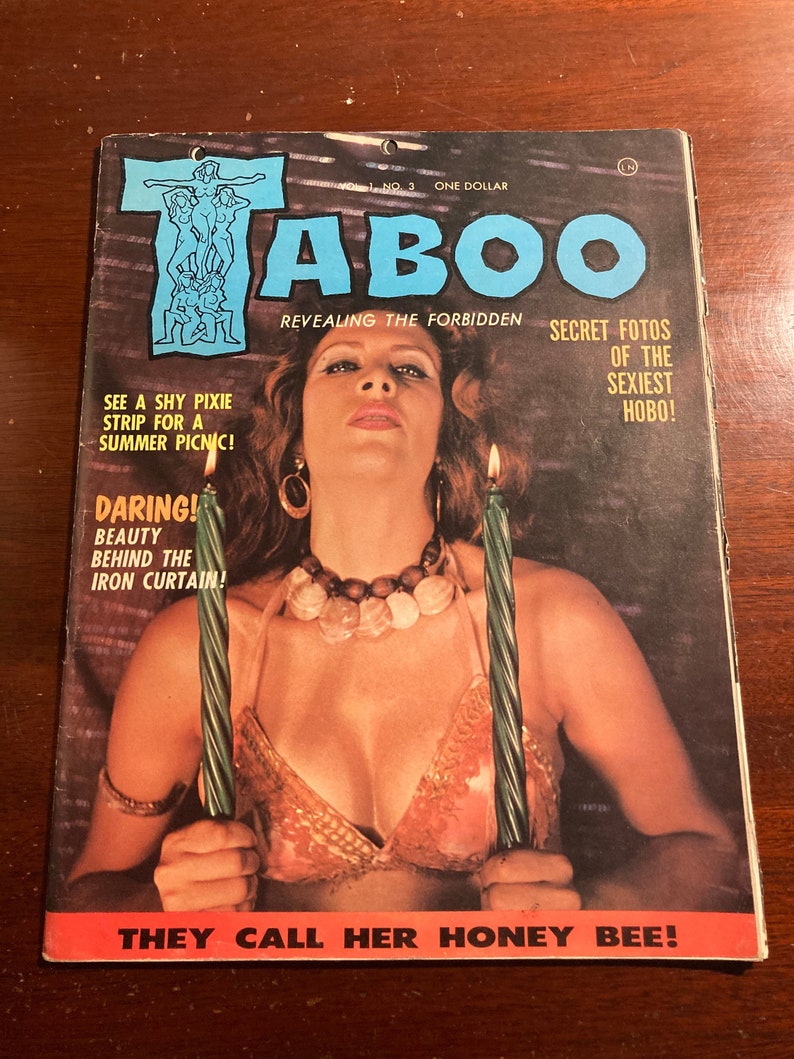 VOL. 1, NO. 3 ONE DOLLAR
LN
TABOO
REVEALING THE FORBIDDEN
SECRET FOTOS
OF THE
SEXIEST
HOBO!
SEE A SHY PIXIE
STRIP FOR A
SUMMER PICNIC!
DARING!
BEAUTY
BEHIND THE
IRON CURTAIN!
THEY CALL HER HONEY BEE!